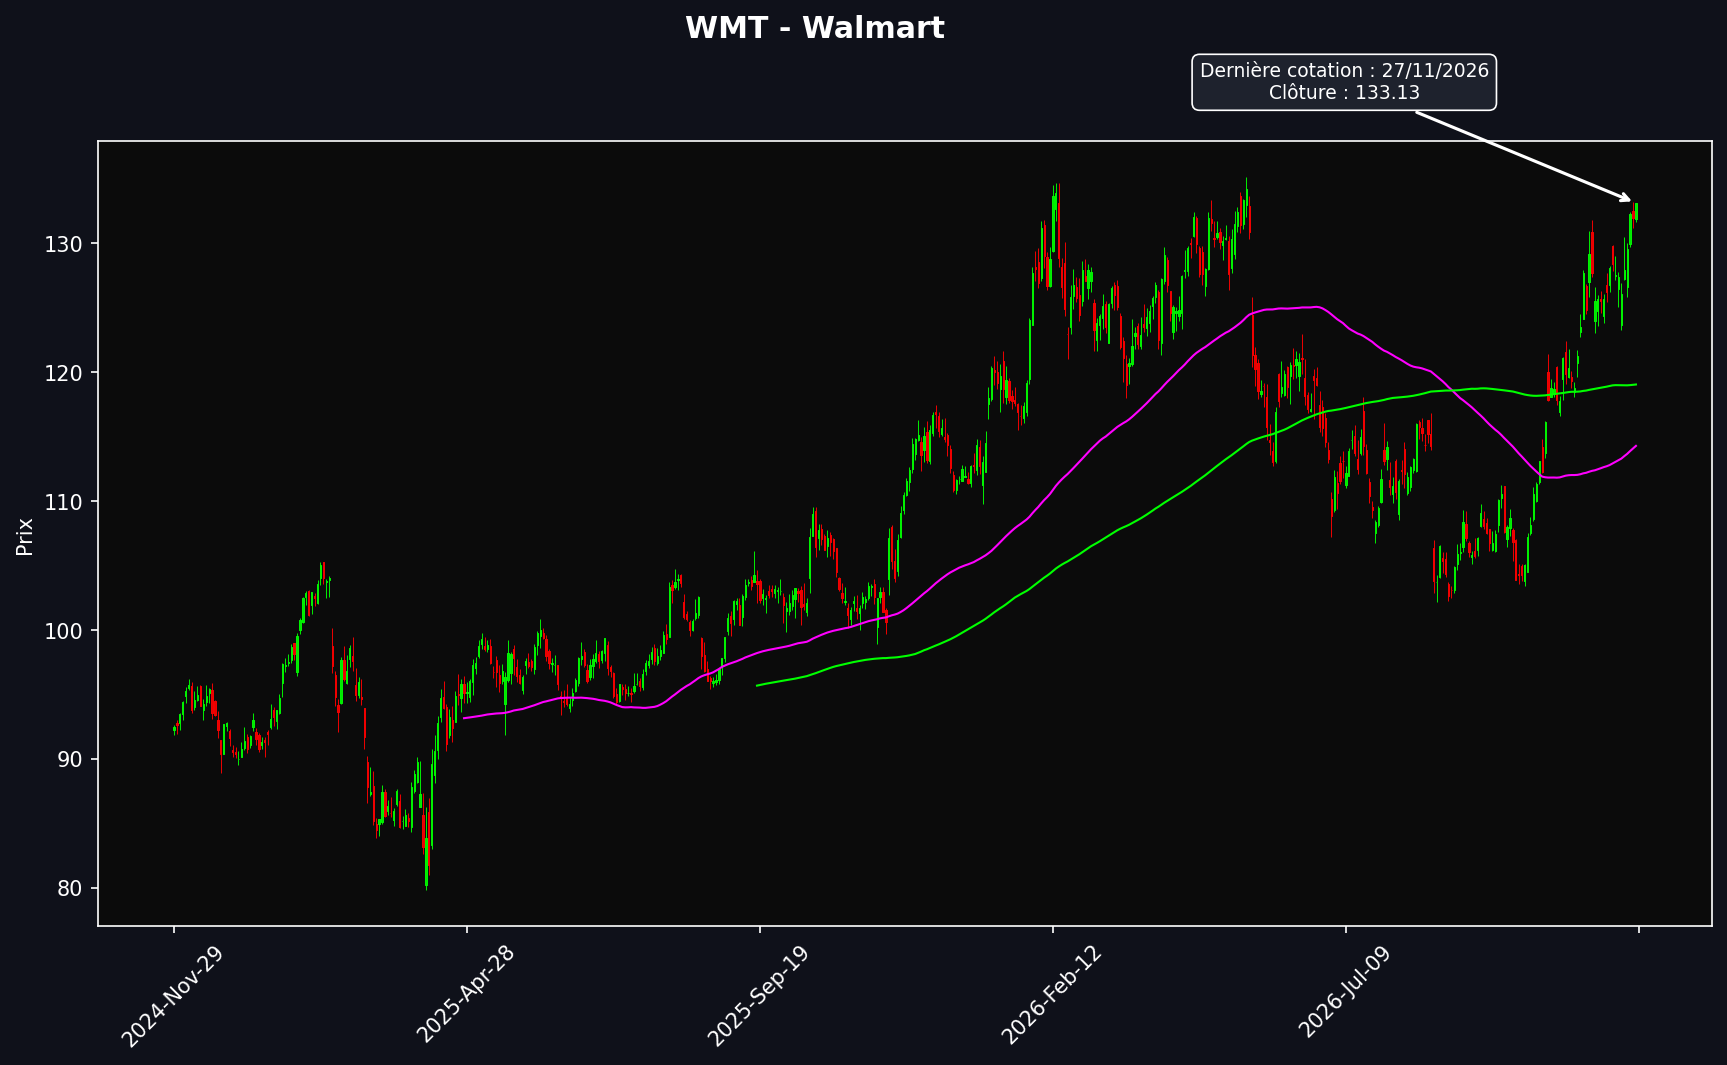 WMT - Walmart
Dernière cotation : 27/11/2026
Clôture : 133.13
Prix
130
120
110
100
90
80
2024-Nov-29
2025-Apr-28
2025-Sep-19
2026-Feb-12
2026-Jul-09